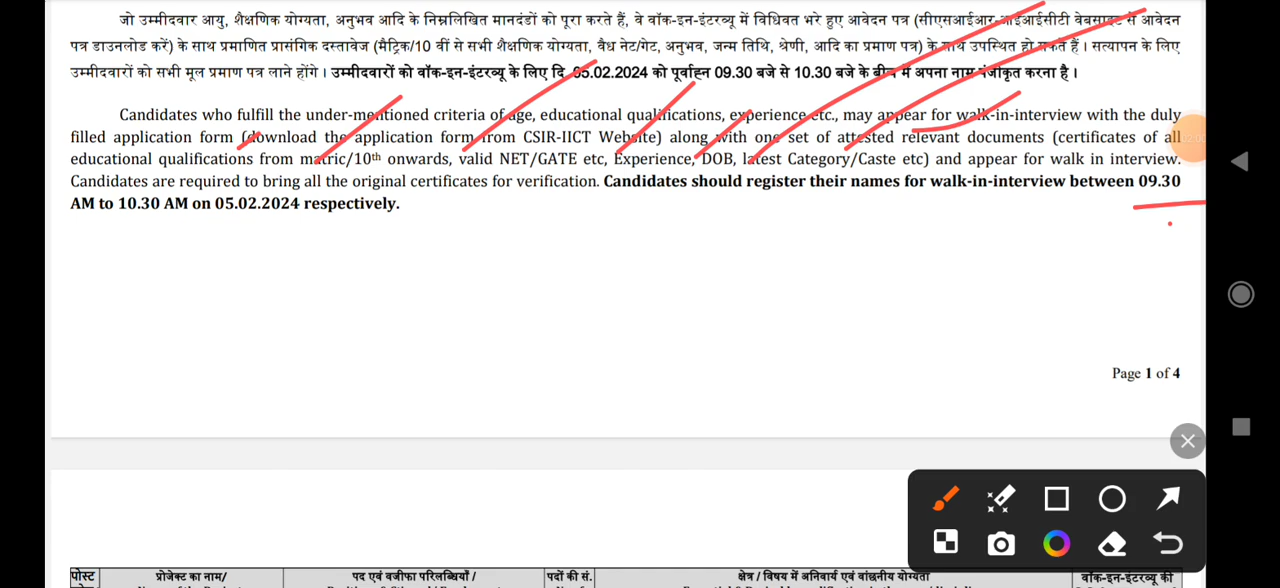 जो उम्मीदवार आयु, शैक्षणिक योग्यता, अनुभव आदि के निम्नलिखित मानदंडों को पूरा करते हैं, वे वॉक-इन-इंटरव्यू में विधिवत भरे हुए आवेदन पत्र (सीएसआईआर-आईआईसीटी वेबसाइट से आवेदन
पत्र डाउनलोड करें) के साथ प्रमाणित प्रासंगिक दस्तावेज (मैट्रिक/10 वीं से सभी शैक्षणिक योग्यता, वैध नेट/गेट, अनुभव, जन्म तिथि, श्रेणी, आदि का प्रमाण पत्र) के साथ उपस्थित हो सकते हैं । सत्यापन के लिए
उम्मीदवारों को सभी मूल प्रमाण पत्र लाने होंगे । उम्मीदवारों को वॉक-इन-इंटरव्यू के लिए दि. 05.02.2024 को पूर्वाह्न 09.30 बजे से 10.30 बजे के बीच में अपना नाम पंजीकृत करना है ।
Candidates who fulfill the under-mentioned criteria of age, educational qualifications, experience etc., may appear for walk-in-interview with the duly
filled application form (download the application form from CSIR-IICT Website) along with one set of attested relevant documents (certificates of all
educational qualifications from matric/10th onwards, valid NET/GATE etc, Experience, DOB, latest Category/Caste etc) and appear for walk in interview.
Candidates are required to bring all the original certificates for verification. Candidates should register their names for walk-in-interview between 09.30
AM to 10.30 AM on 05.02.2024 respectively.
Page 1 of 4
पोस्ट प्रोजेक्ट का नाम/ पद एवं वजीफा परिलब्धियाँ / पदों की सं. क्षेत्र / विषय में अनिवार्य एवं वांछनीय योग्यता वॉक-इन-इंटरव्यू की